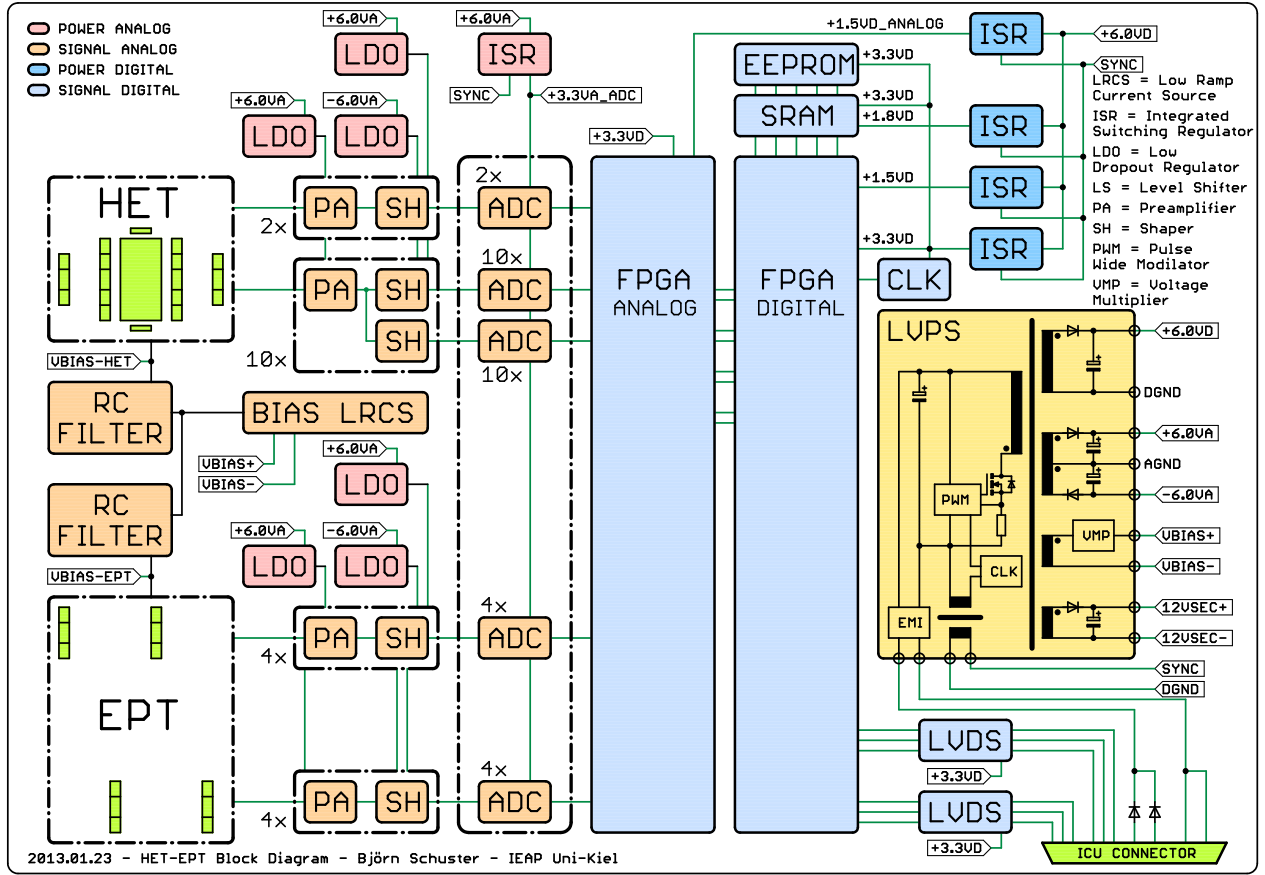 POWER ANALOG
SIGNAL ANALOG
POWER DIGITAL
SIGNAL DIGITAL
+6.0VA
LDO
+6.0VA
ISR
SYNC
+3.3VA_ADC
+6.0VA
LDO
-6.0VA
LDO
+1.5VD_ANALOG
ISR
+6.0VD
SYNC
EEPROM
+3.3VD
SRAM
+3.3VD
+1.8VD
ISR
+3.3VD
+1.5VD
ISR
+3.3VD
ISR
CLK
LRCS = Low Ramp
Current Source
ISR = Integrated
Switching Regulator
LDO = Low
Dropout Regulator
LS = Level Shifter
PA = Preamplifier
SH = Shaper
PWM = Pulse
Wide Modilator
VMP = Voltage
Multiplier
HET
PA
SH
2x
2x
ADC
PA
SH
SH
10x
10x
ADC
ADC
10x
FPGA
ANALOG
FPGA
DIGITAL
VBIAS-HET
RC
FILTER
BIAS LRCS
VBIAS+
VBIAS-
+6.0VA
LDO
RC
FILTER
VBIAS-EPT
+6.0VA
LDO
-6.0VA
LDO
EPT
PA
SH
4x
4x
ADC
PA
SH
4x
4x
ADC
LVPS
PWM
CLK
EMI
VMP
+6.0VD
DGND
+6.0VA
AGND
-6.0VA
VBIAS+
VBIAS-
12VSEC+
12VSEC-
SYNC
DGND
LVDS
+3.3VD
LVDS
+3.3VD
ICU CONNECTOR
2013.01.23 - HET-EPT Block Diagram - Björn Schuster - IEAP Uni-Kiel